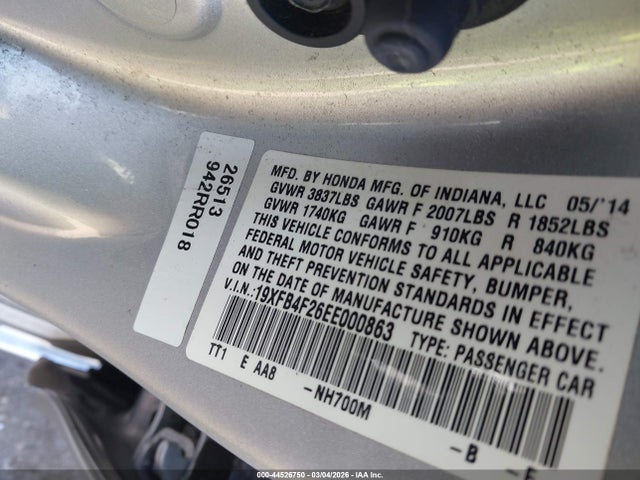 26513
942RR018
MFD. BY HONDA MFG. OF INDIANA, LLC 05/'14
GVWR 3837LBS GAWR F 2007LBS R 1852LBS
GVWR 1740KG GAWR F 910KG R 840KG
THIS VEHICLE CONFORMS TO ALL APPLICABLE
FEDERAL MOTOR VEHICLE SAFETY, BUMPER,
AND THEFT PREVENTION STANDARDS IN EFFECT
ON THE DATE OF MANUFACTURE SHOWN ABOVE.
V.I.N.: 19XFB4F26EE000863 TYPE: PASSENGER CAR
TT1 E AA8 -NH700M -B
000-44526750 - 03/04/2026 - IAAI.COM